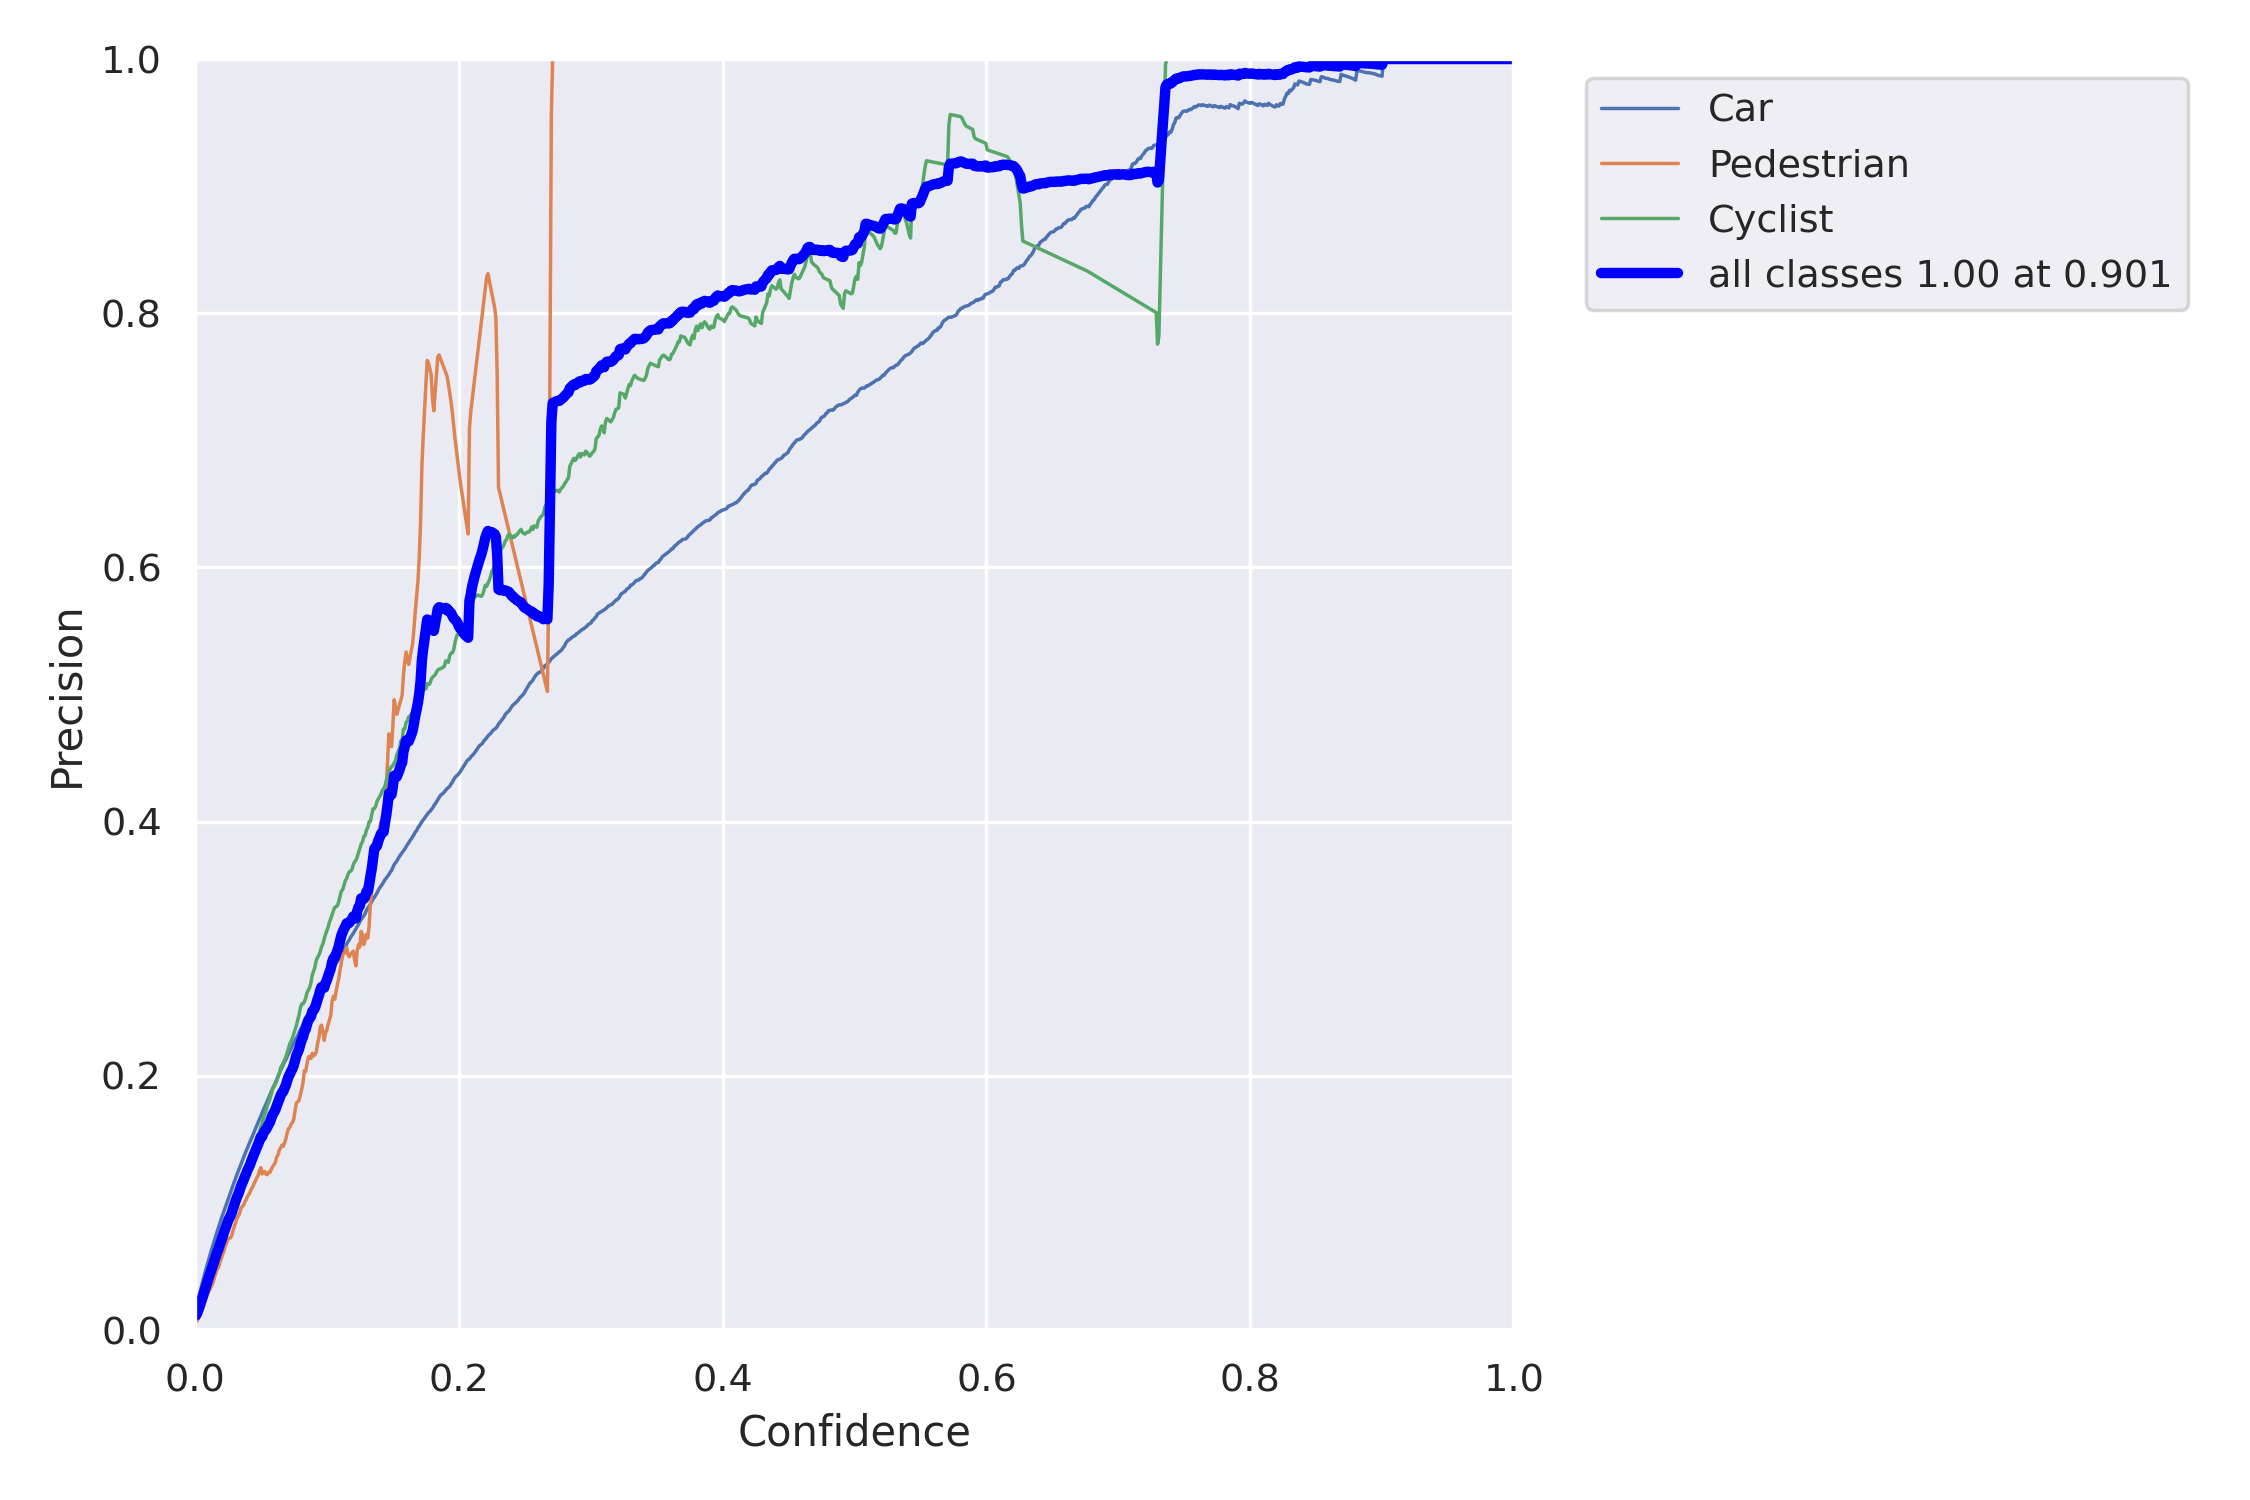 1.0
0.8
0.6
0.4
0.2
0.0
0.0 0.2 0.4 0.6 0.8 1.0
Precision
Confidence
Car
Pedestrian
Cyclist
all classes 1.00 at 0.901